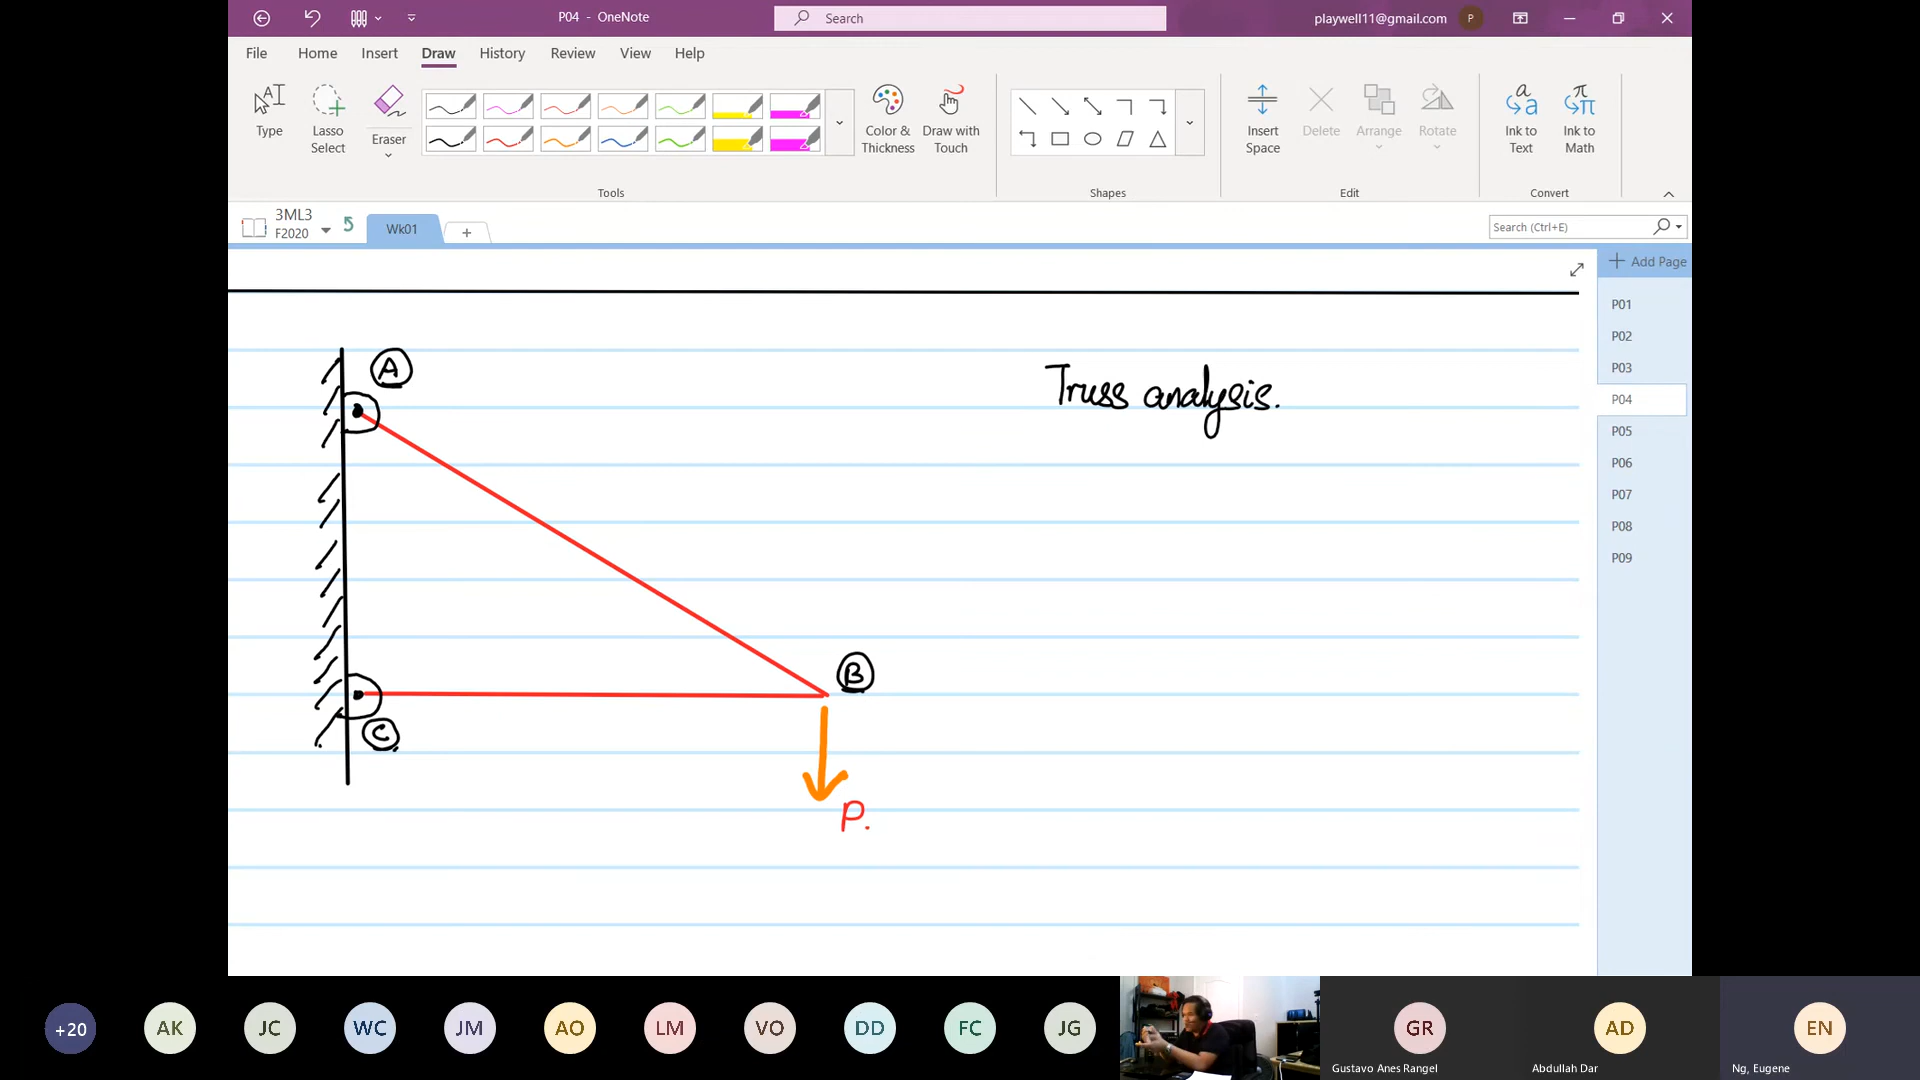 P04 - OneNote
Search
playwell11@gmail.com
P
File Home Insert Draw History Review View Help
Type
Lasso Select
Eraser
Color & Thickness
Draw with Touch
Insert Space
Delete
Arrange
Rotate
Ink to Text
Ink to Math
Tools
Shapes
Edit
Convert
3ML3
F2020
Wk01
+
Search (Ctrl+E)
Add Page
P01
P02
P03
P04
P05
P06
P07
P08
P09
A
Truss analysis.
B
C
P.
+20
AK
JC
WC
JM
AO
LM
VO
DD
FC
JG
GR
Gustavo Anes Rangel
AD
Abdullah Dar
EN
Ng, Eugene